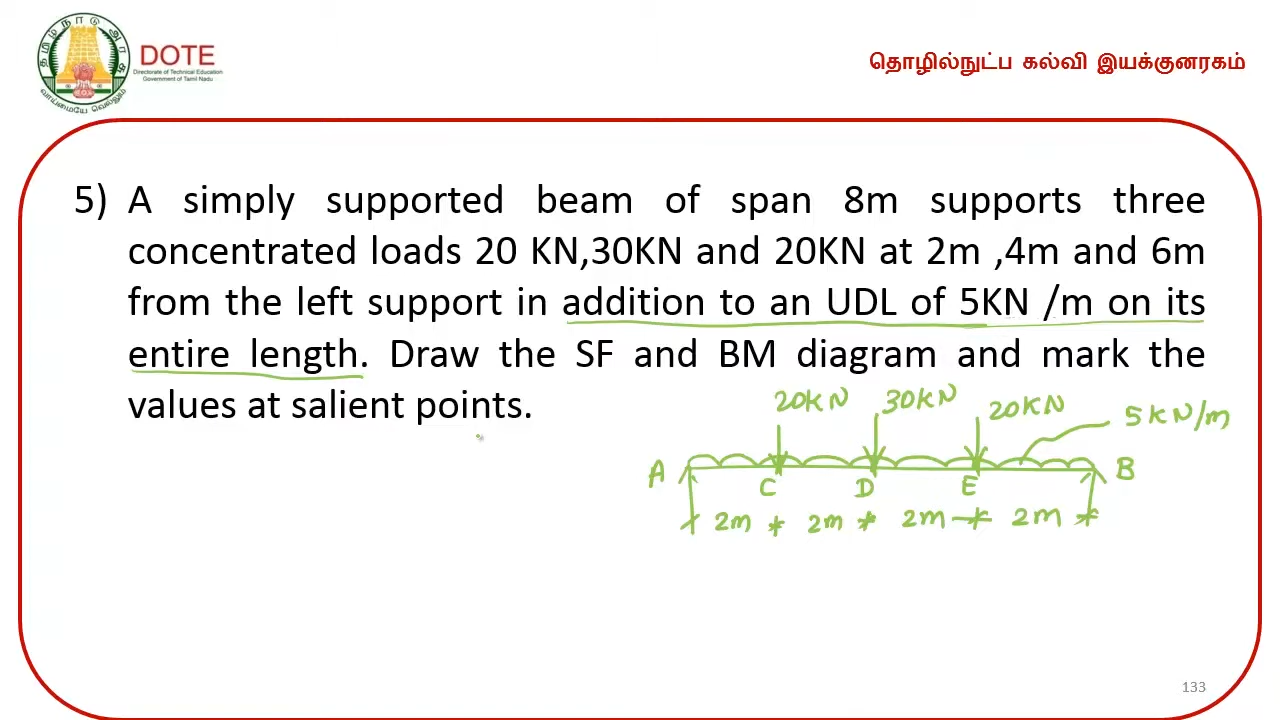 தமிழ்நாடு அரசு
வாய்மையே வெல்லும்
DOTE
Directorate of Technical Education
Government of Tamil Nadu
தொழில்நுட்ப கல்வி இயக்குனரகம்
5) A simply supported beam of span 8m supports three
concentrated loads 20 KN,30KN and 20KN at 2m ,4m and 6m
from the left support in addition to an UDL of 5KN /m on its
entire length. Draw the SF and BM diagram and mark the
values at salient points.
20KN 30KN 20KN 5KN/m
A C D E B
2m 2m 2m 2m
133